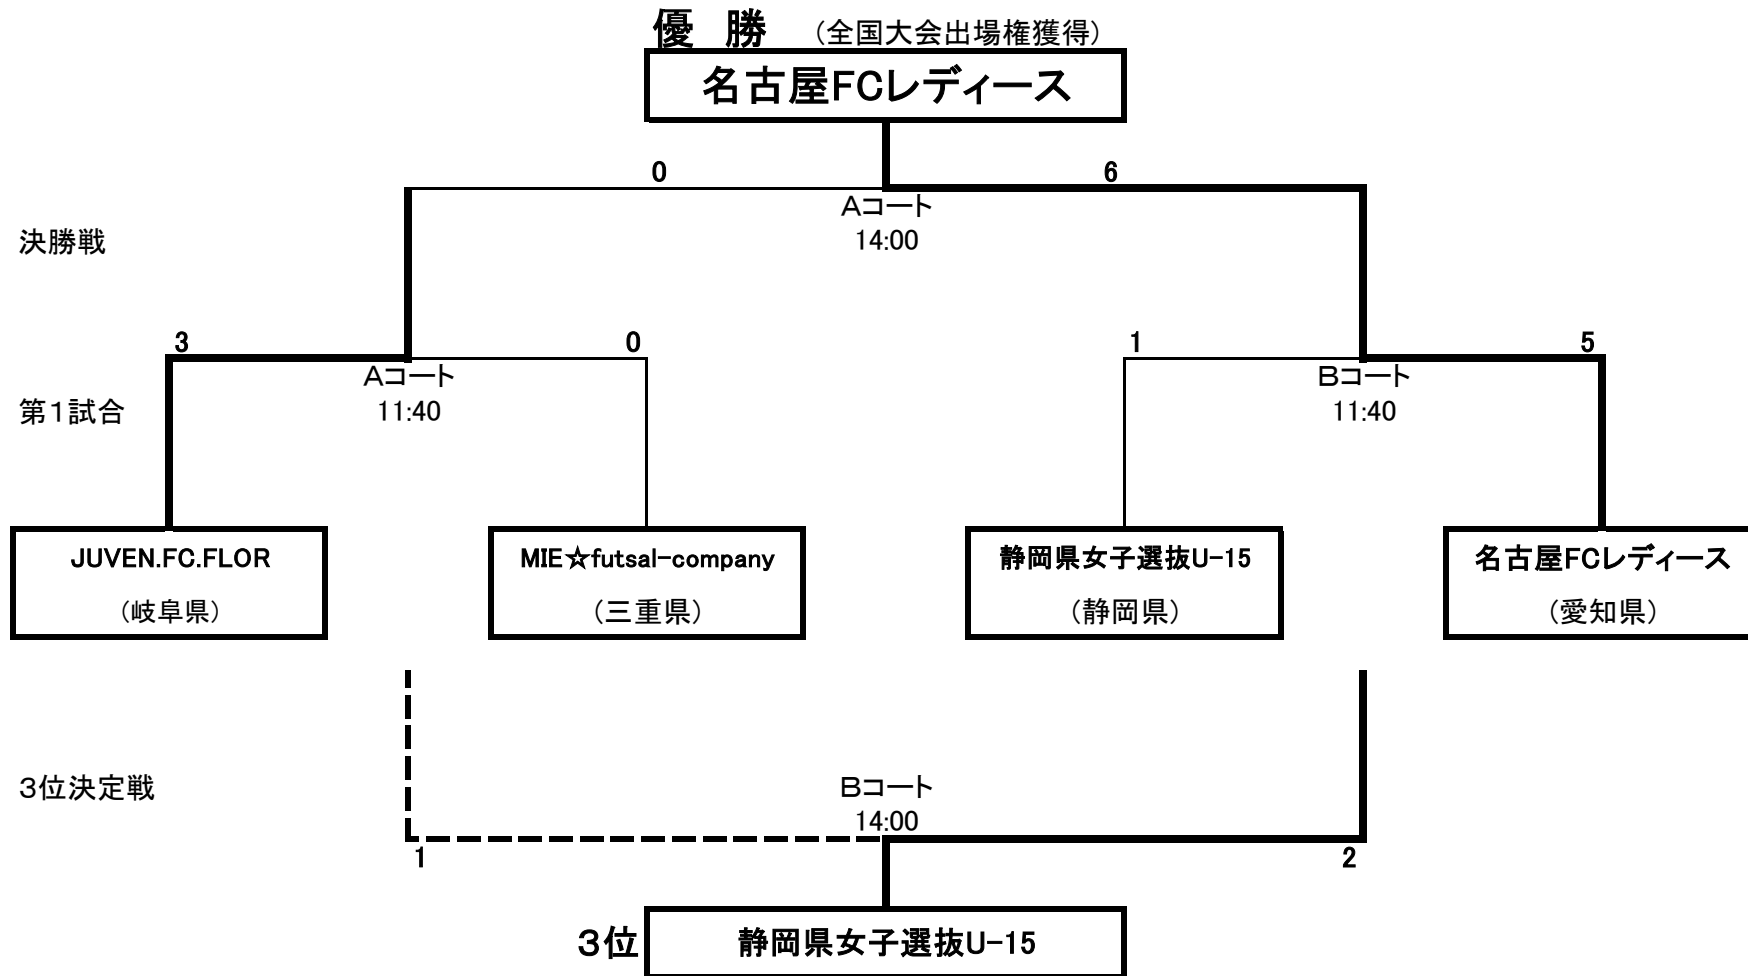 優　勝　（全国大会出場権獲得）
名古屋FCレディース
0
6
Aコート
14:00
決勝戦
3
0
1
5
Aコート
11:40
Bコート
11:40
第１試合
JUVEN.FC.FLOR
（岐阜県）
MIE☆futsal-company
（三重県）
静岡県女子選抜U-15
（静岡県）
名古屋FCレディース
（愛知県）
３位決定戦
Bコート
14:00
1
2
３位
静岡県女子選抜U-15